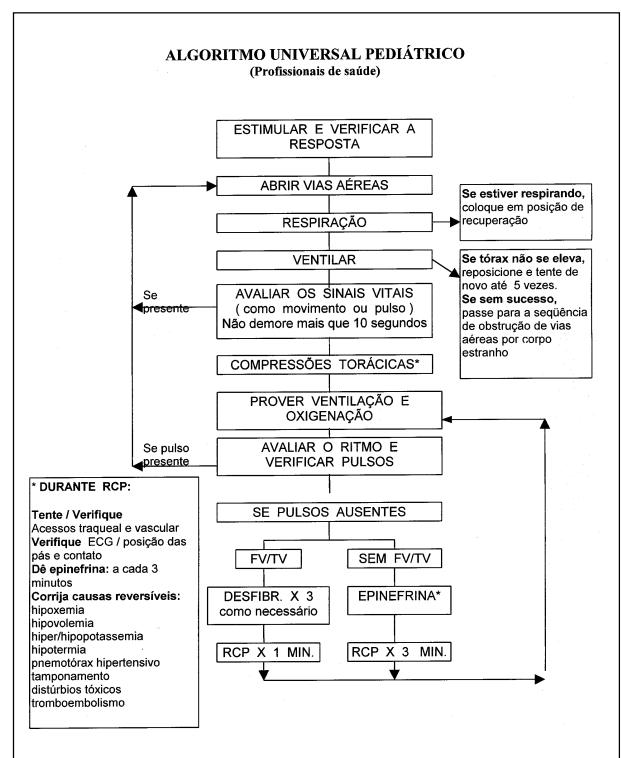 ALGORITMO UNIVERSAL PEDIÁTRICO
(Profissionais de saúde)
ESTIMULAR E VERIFICAR A
RESPOSTA
ABRIR VIAS AÉREAS
RESPIRAÇÃO
Se estiver respirando,
coloque em posição de
recuperação
VENTILAR
Se tórax não se eleva,
reposicione e tente de
novo até 5 vezes.
Se sem sucesso,
passe para a seqüência
de obstrução de vias
aéreas por corpo
estranho
Se
presente
AVALIAR OS SINAIS VITAIS
( como movimento ou pulso )
Não demore mais que 10 segundos
COMPRESSÕES TORÁCICAS*
PROVER VENTILAÇÃO E
OXIGENAÇÃO
Se pulso
presente
AVALIAR O RITMO E
VERIFICAR PULSOS
* DURANTE RCP:
Tente / Verifique
Acessos traqueal e vascular
Verifique ECG / posição das
pás e contato
Dê epinefrina: a cada 3
minutos
Corrija causas reversíveis:
hipoxemia
hipovolemia
hiper/hipopotassemia
hipotermia
pnemotórax hipertensivo
tamponamento
distúrbios tóxicos
tromboembolismo
SE PULSOS AUSENTES
FV/TV
SEM FV/TV
DESFIBR. X 3
como necessário
EPINEFRINA*
RCP X 1 MIN.
RCP X 3 MIN.